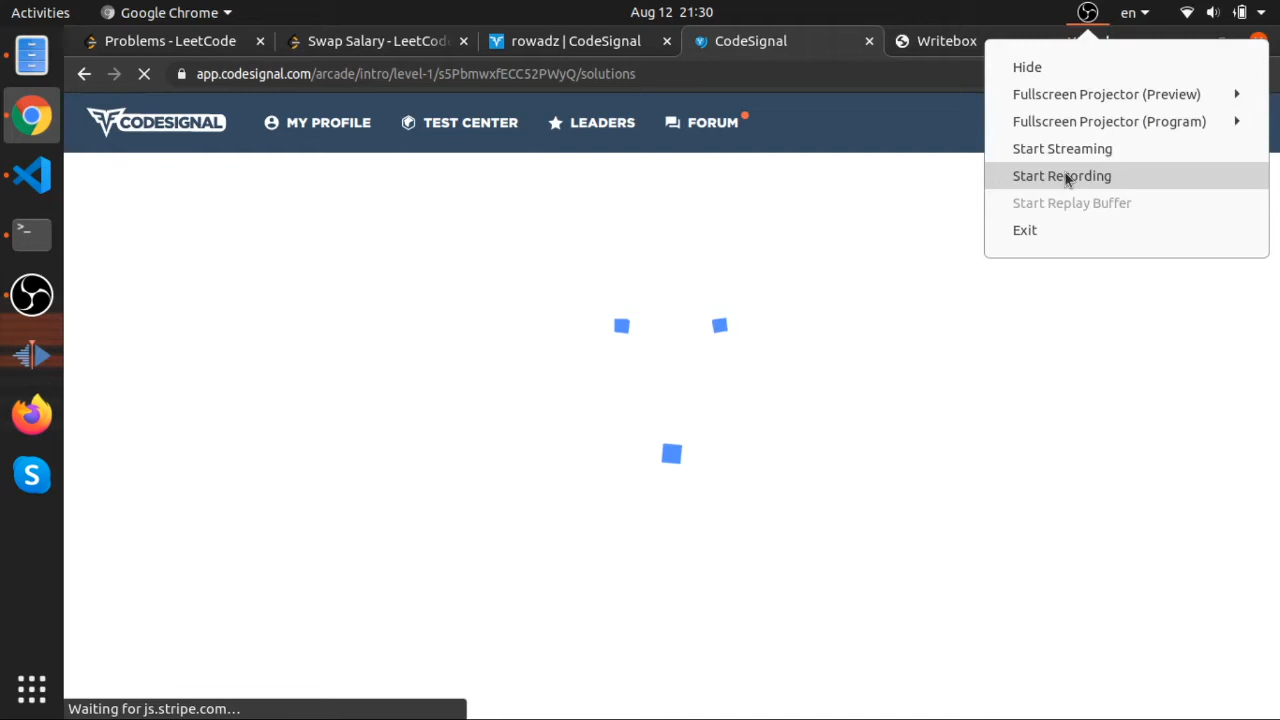 Activities
Google Chrome
Aug 12 21:30
en
Problems - LeetCode
Swap Salary - LeetCod
rowadz | CodeSignal
CodeSignal
Writebox
app.codesignal.com/arcade/intro/level-1/s5PbmwxfECC52PWyQ/solutions
CODESIGNAL
MY PROFILE
TEST CENTER
LEADERS
FORUM
Hide
Fullscreen Projector (Preview)
Fullscreen Projector (Program)
Start Streaming
Start Recording
Start Replay Buffer
Exit
Waiting for js.stripe.com...